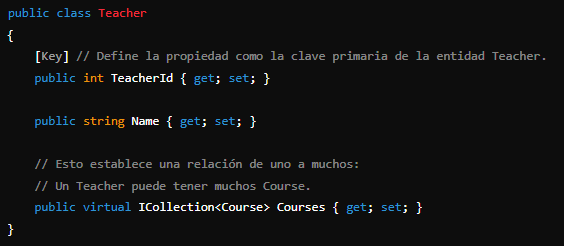 public class Teacher
{
[Key] // Define la propiedad como la clave primaria de la entidad Teacher.
public int TeacherId { get; set; }
public string Name { get; set; }
// Esto establece una relación de uno a muchos:
// Un Teacher puede tener muchos Course.
public virtual ICollection<Course> Courses { get; set; }
}